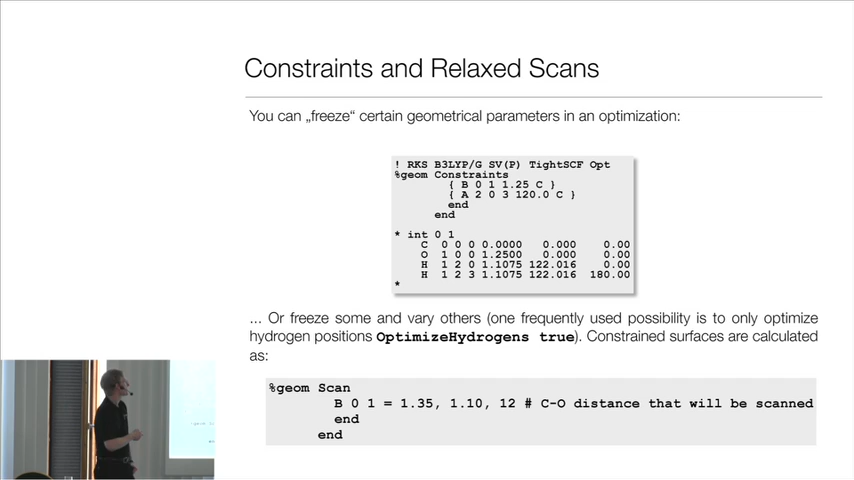 Constraints and Relaxed Scans
You can „freeze“ certain geometrical parameters in an optimization:
! RKS B3LYP/G SV(P) TightSCF Opt
%geom Constraints
{ B 0 1 1.25 C }
{ A 2 0 3 120.0 C }
end
end
* int 0 1
C 0 0 0 0.0000 0.000 0.00
O 1 0 0 1.2500 0.000 0.00
H 1 2 0 1.1075 122.016 0.00
H 1 2 3 1.1075 122.016 180.00
*
... Or freeze some and vary others (one frequently used possibility is to only optimize
hydrogen positions OptimizeHydrogens true). Constrained surfaces are calculated
as:
%geom Scan
B 0 1 = 1.35, 1.10, 12 # C-O distance that will be scanned
end
end